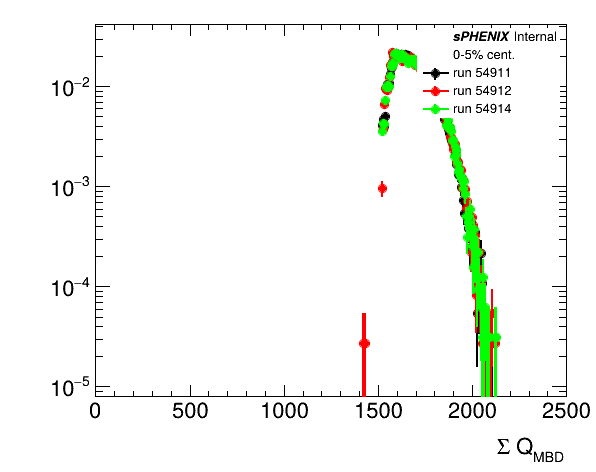 sPHENIX Internal
0-5% cent.
run 54911
run 54912
run 54914
10⁻²
10⁻³
10⁻⁴
10⁻⁵
0 500 1000 1500 2000 2500
Σ Q_MBD